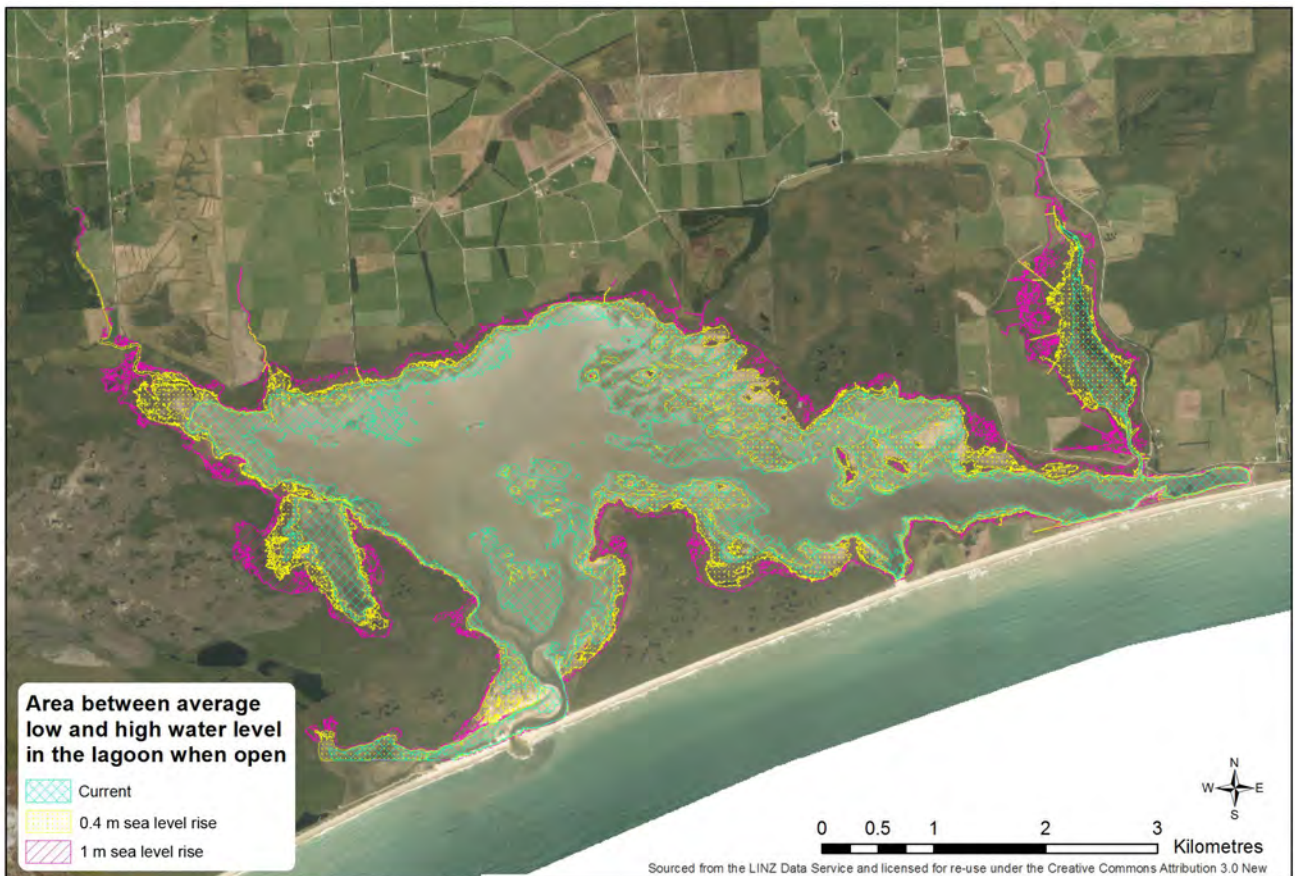 Area between average
low and high water level
in the lagoon when open
Current
0.4 m sea level rise
1 m sea level rise
N
W E
S
0 0.5 1 2 3
Kilometres
Sourced from the LINZ Data Service and licensed for re-use under the Creative Commons Attribution 3.0 New